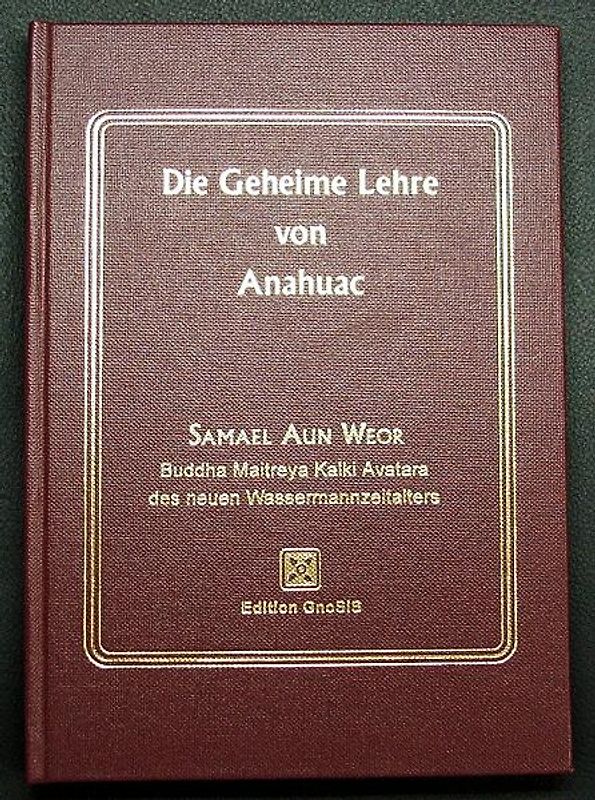 Die Geheime Lehre
von
Anahuac
SAMAEL AUN WEOR
Buddha Maitreya Kalki Avatara
des neuen Wassermannzeitalters
Edition GnoSIS